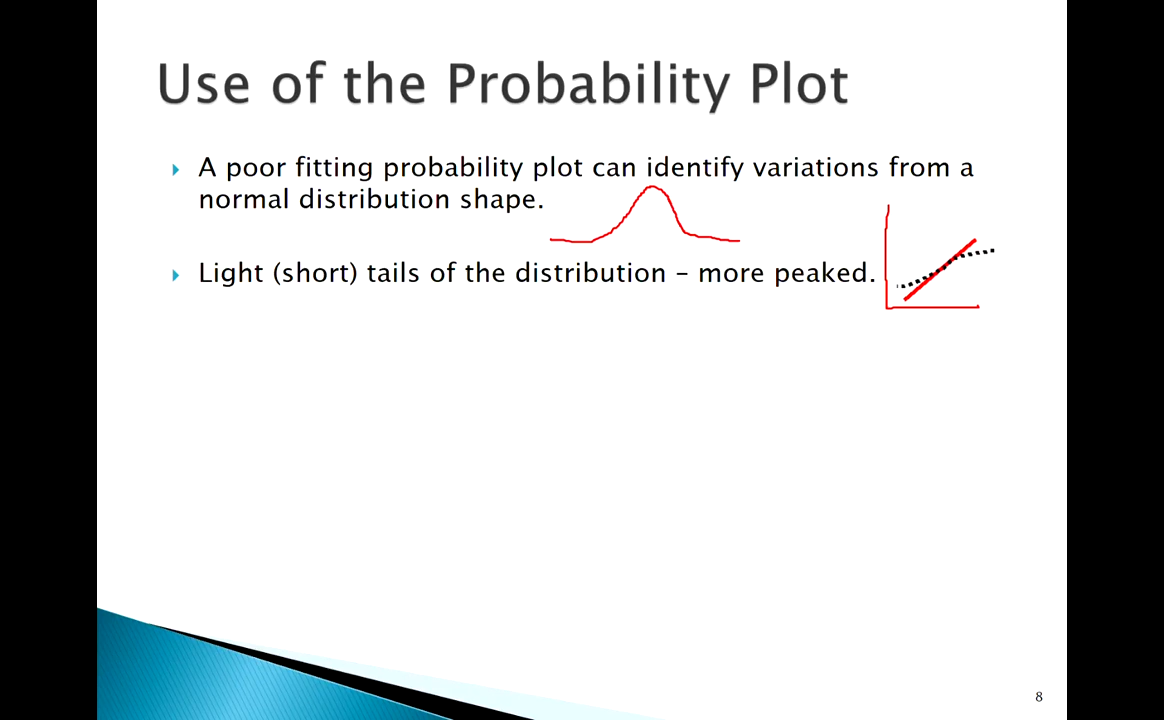 Use of the Probability Plot
A poor fitting probability plot can identify variations from a
normal distribution shape.
Light (short) tails of the distribution – more peaked.
8